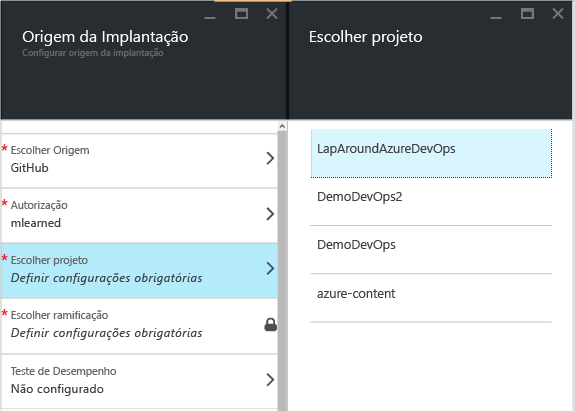 Origem da Implantação
Configurar origem da implantação
* Escolher Origem
GitHub
* Autorização
mlearned
* Escolher projeto
Definir configurações obrigatórias
* Escolher ramificação
Definir configurações obrigatórias
Teste de Desempenho
Não configurado
Escolher projeto
LapAroundAzureDevOps
DemoDevOps2
DemoDevOps
azure-content